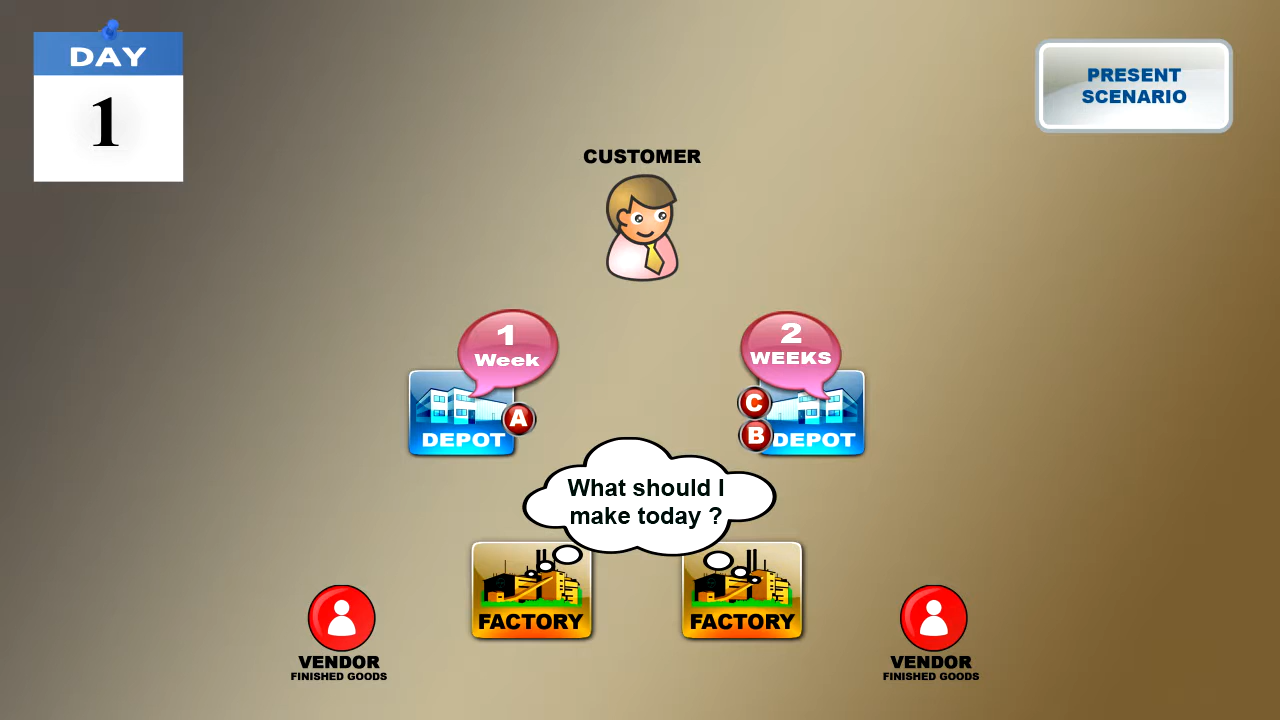 DAY
1
PRESENT
SCENARIO
CUSTOMER
1
Week
2
WEEKS
A
DEPOT
C
B
DEPOT
What should I
make today ?
FACTORY
FACTORY
VENDOR
FINISHED GOODS
VENDOR
FINISHED GOODS